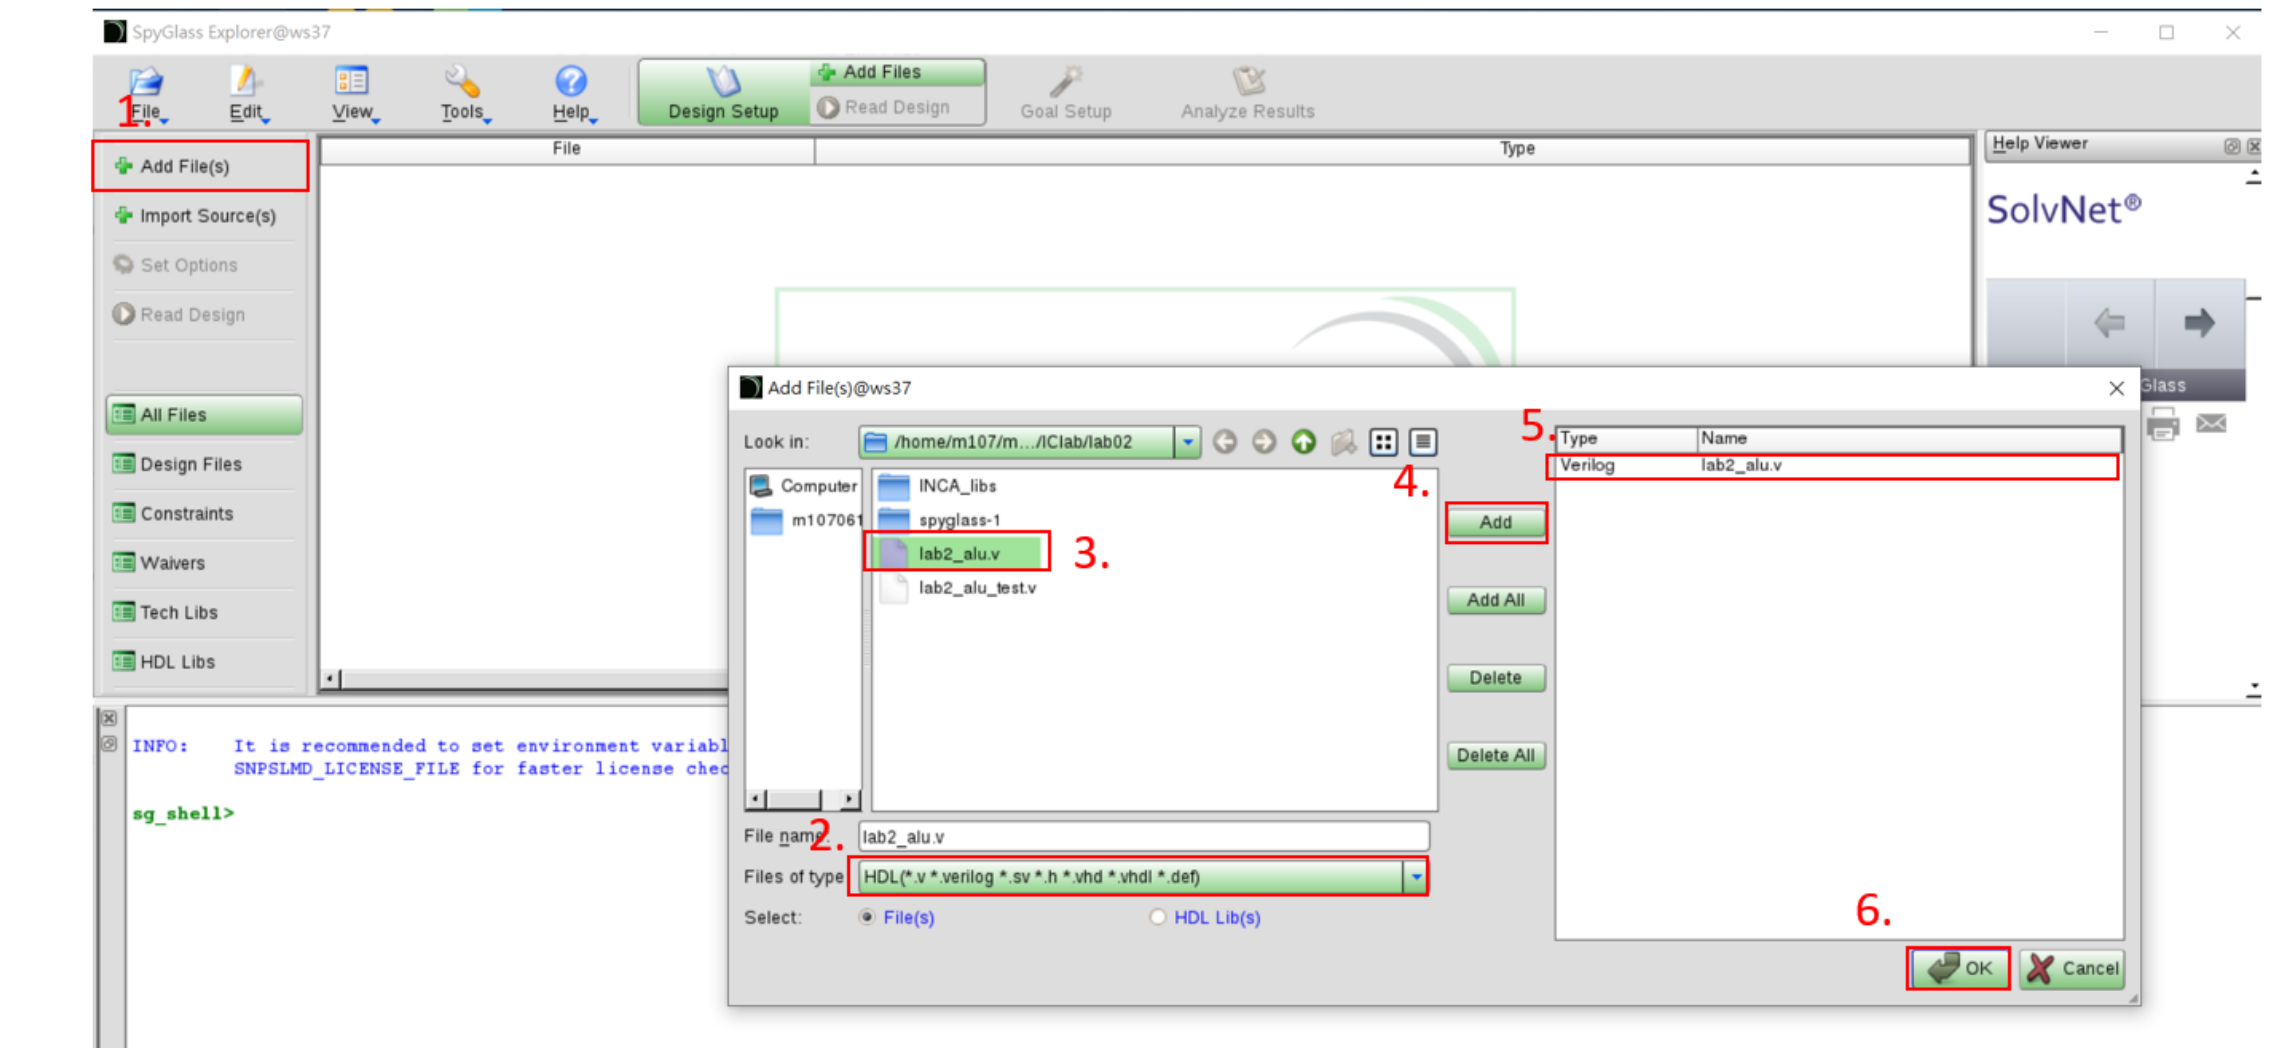 SpyGlass Explorer@ws37
File
Edit
View
Tools
Help
Design Setup
Add Files
Read Design
Goal Setup
Analyze Results
1.
Add File(s)
Import Source(s)
Set Options
Read Design
All Files
Design Files
Constraints
Waivers
Tech Libs
HDL Libs
File
Type
Help Viewer
SolvNet®
Glass
Add File(s)@ws37
Look in:
/home/m107/m.../IClab/lab02
Computer
m107061
INCA_libs
spyglass-1
lab2_alu.v
3.
lab2_alu_test.v
4.
Add
Add All
Delete
Delete All
5.
Type
Name
Verilog
lab2_alu.v
File name:
2.
lab2_alu.v
Files of type
HDL(*.v *.verilog *.sv *.h *.vhd *.vhdl *.def)
Select:
File(s)
HDL Lib(s)
6.
OK
Cancel
INFO: It is recommended to set environment variabl
SNPSLMD_LICENSE_FILE for faster license chec
sg_shell>